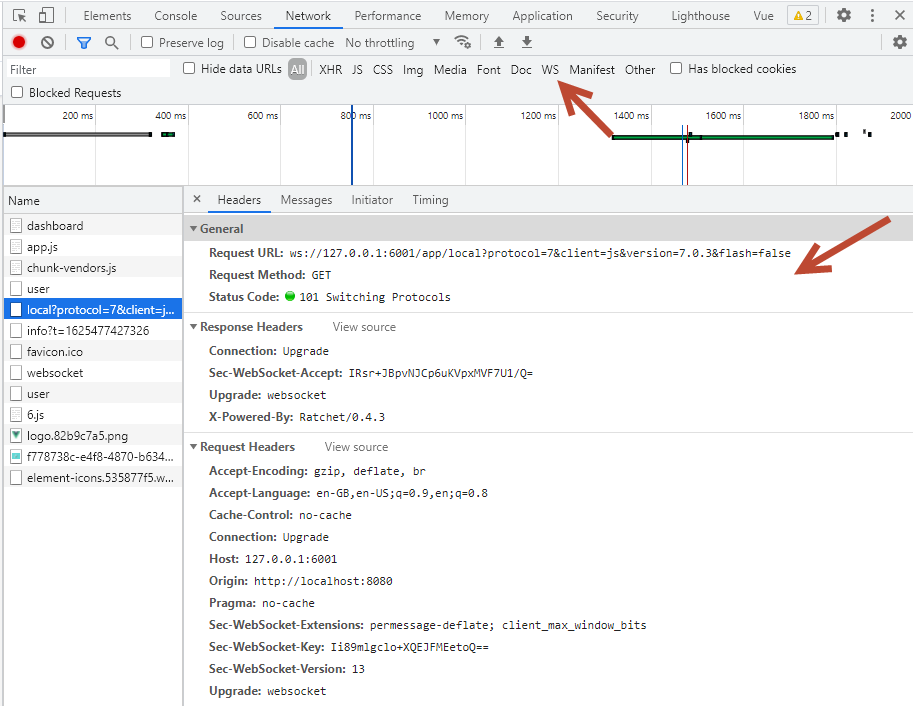 Elements Console Sources Network Performance Memory Application Security Lighthouse Vue 2
Preserve log Disable cache No throttling
Filter Hide data URLs All XHR JS CSS Img Media Font Doc WS Manifest Other Has blocked cookies
Blocked Requests
200 ms 400 ms 600 ms 800 ms 1000 ms 1200 ms 1400 ms 1600 ms 1800 ms 2000
Name
dashboard
app.js
chunk-vendors.js
user
local?protocol=7&client=j...
info?t=1625477427326
favicon.ico
websocket
user
6.js
logo.82b9c7a5.png
f778738c-e4f8-4870-b634...
element-icons.535877f5.w...
× Headers Messages Initiator Timing
General
Request URL: ws://127.0.0.1:6001/app/local?protocol=7&client=js&version=7.0.3&flash=false
Request Method: GET
Status Code: 101 Switching Protocols
Response Headers View source
Connection: Upgrade
Sec-WebSocket-Accept: IRsr+JBpvNJCp6uKVpxMVF7U1/Q=
Upgrade: websocket
X-Powered-By: Ratchet/0.4.3
Request Headers View source
Accept-Encoding: gzip, deflate, br
Accept-Language: en-GB,en-US;q=0.9,en;q=0.8
Cache-Control: no-cache
Connection: Upgrade
Host: 127.0.0.1:6001
Origin: http://localhost:8080
Pragma: no-cache
Sec-WebSocket-Extensions: permessage-deflate; client_max_window_bits
Sec-WebSocket-Key: Ii89mlgclo+XQEJFMEetoQ==
Sec-WebSocket-Version: 13
Upgrade: websocket